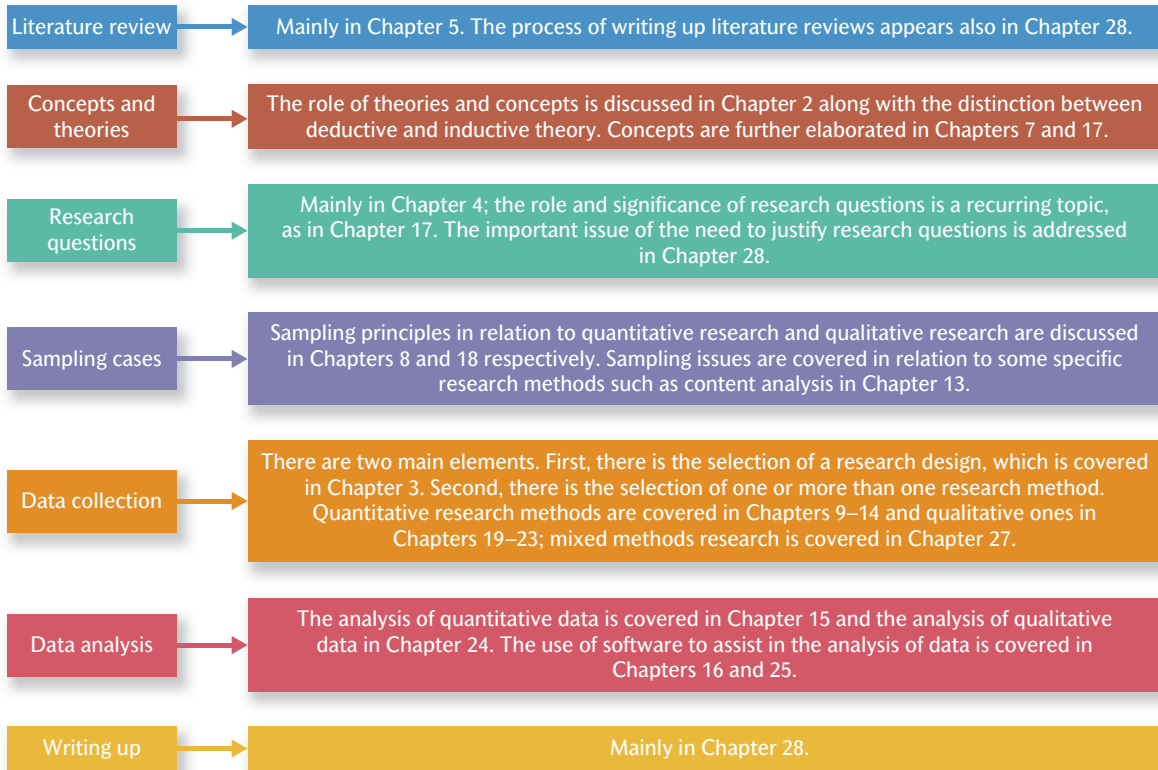 Literature review
Mainly in Chapter 5. The process of writing up literature reviews appears also in Chapter 28.
Concepts and
theories
The role of theories and concepts is discussed in Chapter 2 along with the distinction between
deductive and inductive theory. Concepts are further elaborated in Chapters 7 and 17.
Research
questions
Mainly in Chapter 4; the role and significance of research questions is a recurring topic,
as in Chapter 17. The important issue of the need to justify research questions is addressed
in Chapter 28.
Sampling cases
Sampling principles in relation to quantitative research and qualitative research are discussed
in Chapters 8 and 18 respectively. Sampling issues are covered in relation to some specific
research methods such as content analysis in Chapter 13.
Data collection
There are two main elements. First, there is the selection of a research design, which is covered
in Chapter 3. Second, there is the selection of one or more than one research method.
Quantitative research methods are covered in Chapters 9–14 and qualitative ones in
Chapters 19–23; mixed methods research is covered in Chapter 27.
Data analysis
The analysis of quantitative data is covered in Chapter 15 and the analysis of qualitative
data in Chapter 24. The use of software to assist in the analysis of data is covered in
Chapters 16 and 25.
Writing up
Mainly in Chapter 28.